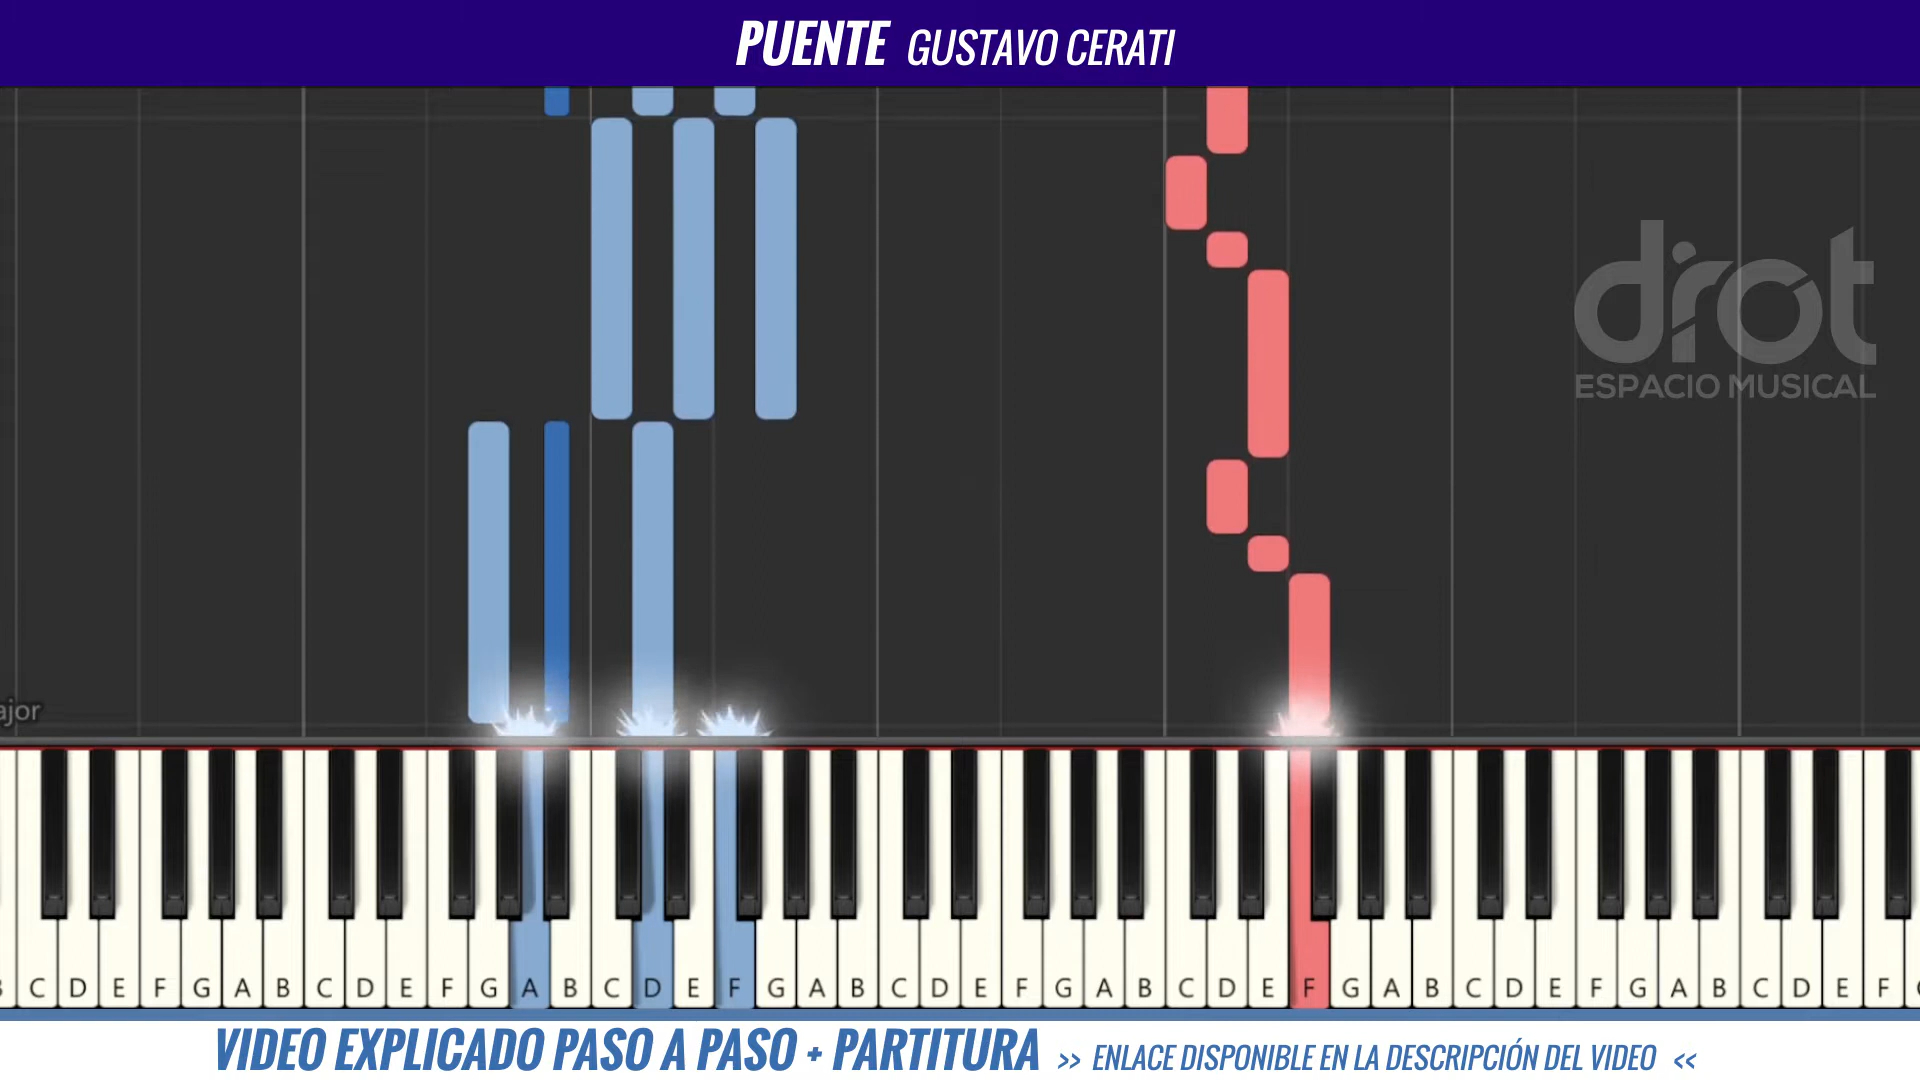 PUENTE GUSTAVO CERATI
drot
ESPACIO MUSICAL
ajor
C D E F G A B C D E F G A B C D E F G A B C D E F G A B C D E F G A B C D E F G A B C D E F
VIDEO EXPLICADO PASO A PASO + PARTITURA >> ENLACE DISPONIBLE EN LA DESCRIPCIÓN DEL VIDEO <<